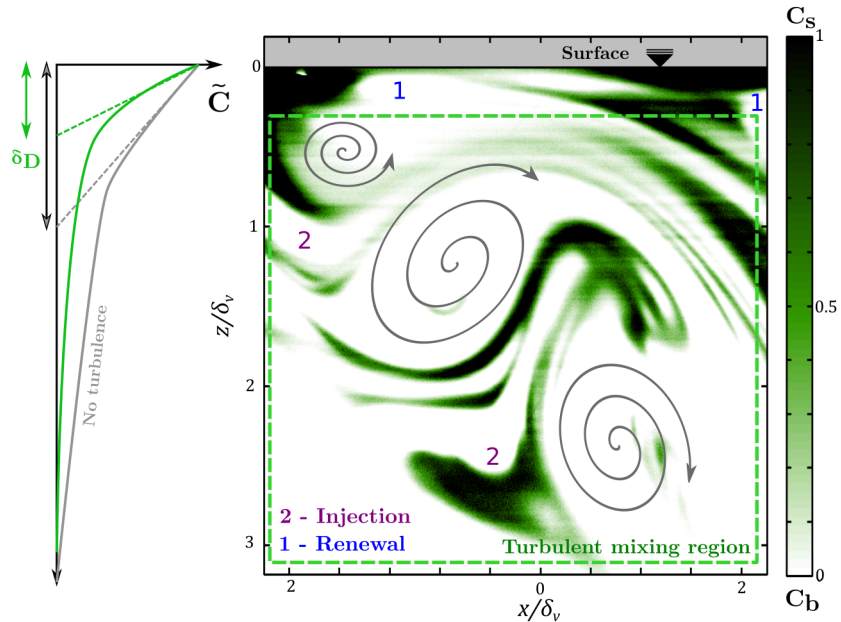 C̃
δD
No turbulence
Surface
0
1
2
3
z/δᵥ
1
1
2
2
2 - Injection
1 - Renewal
Turbulent mixing region
2
0
2
x/δᵥ
Cs
1
0.5
0
Cb